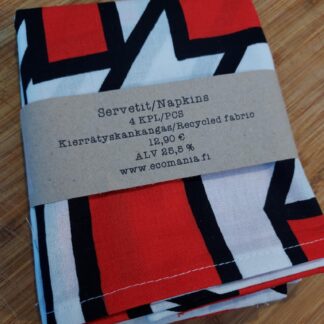 Servetit/Napkins
4 KPL/PCS
Kierrätyskankangas/Recycled fabric
12,90 €
ALV 25,5 %
www.ecomania.fi